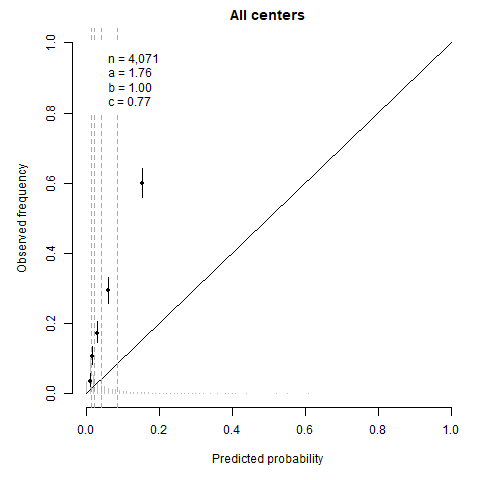 All centers
n = 4,071
a = 1.76
b = 1.00
c = 0.77
Observed frequency
1.0
0.8
0.6
0.4
0.2
0.0
0.0 0.2 0.4 0.6 0.8 1.0
Predicted probability